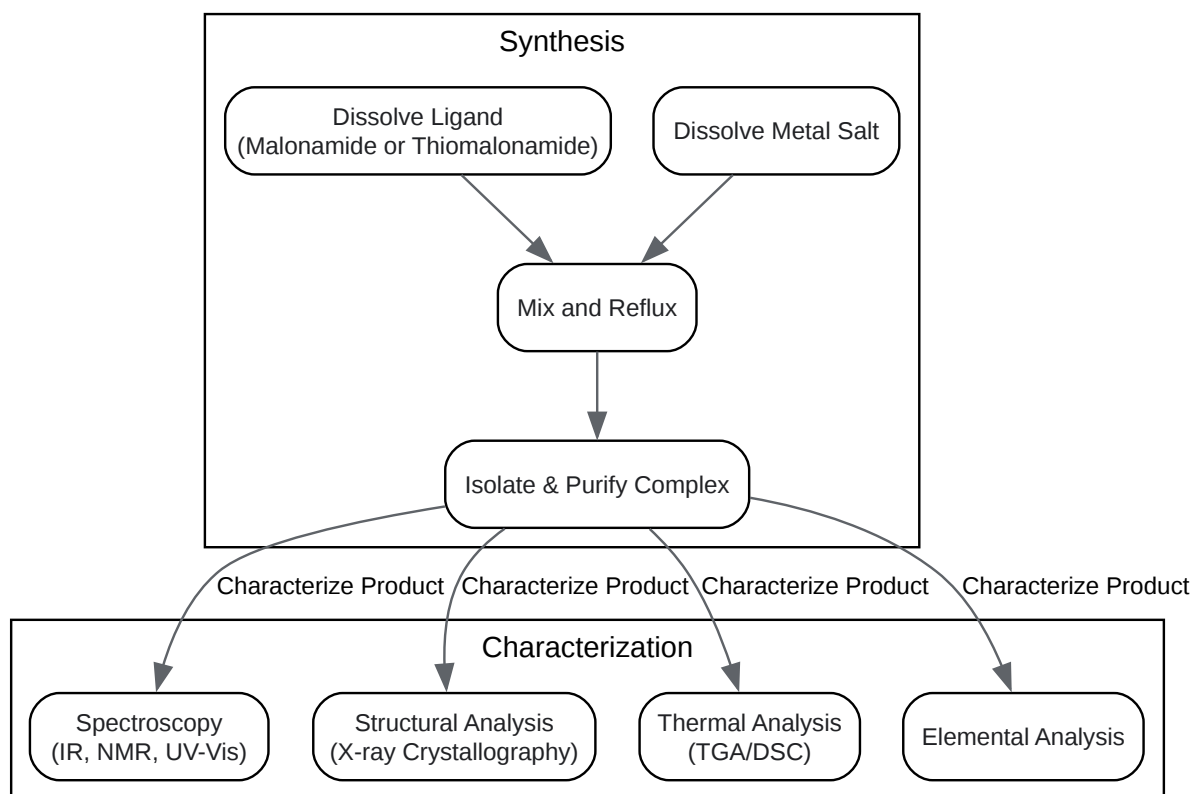 Synthesis
Dissolve Ligand
(Malonamide or Thiomalonamide)
Dissolve Metal Salt
Mix and Reflux
Isolate & Purify Complex
Characterize Product
Characterize Product
Characterize Product
Characterize Product
Characterization
Spectroscopy
(IR, NMR, UV-Vis)
Structural Analysis
(X-ray Crystallography)
Thermal Analysis
(TGA/DSC)
Elemental Analysis